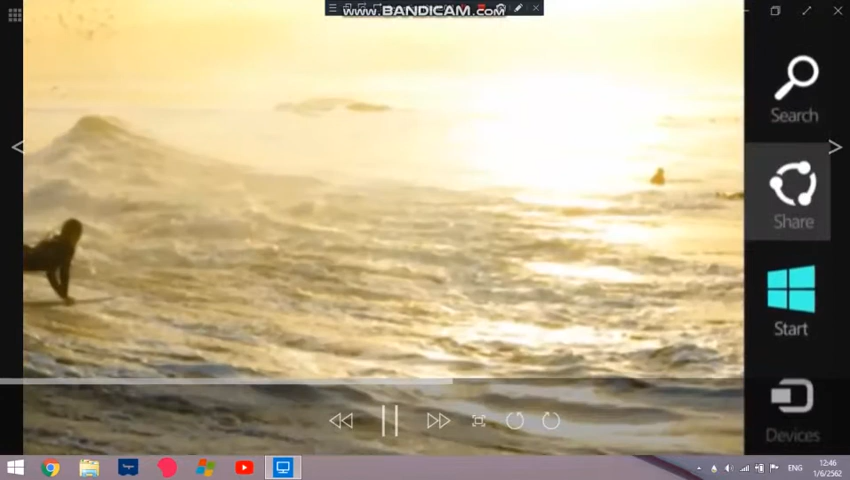 www.BANDICAM.com
Search
Share
Start
Devices
ENG
12:46
1/6/2562